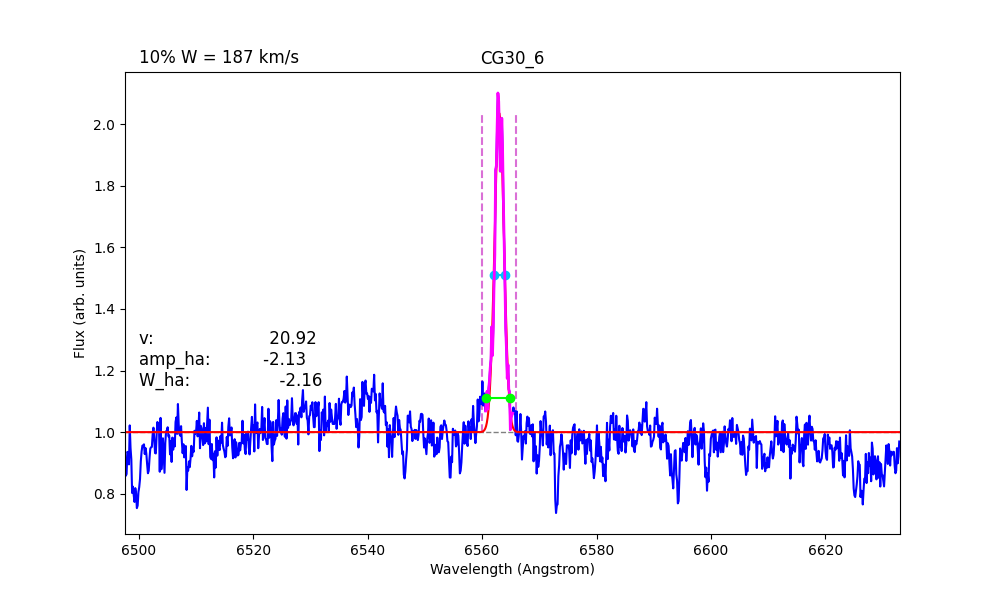 10% W = 187 km/s
CG30_6
Flux (arb. units)
2.0
1.8
1.6
1.4
1.2
1.0
0.8
v: 20.92
amp_ha: -2.13
W_ha: -2.16
6500 6520 6540 6560 6580 6600 6620
Wavelength (Angstrom)